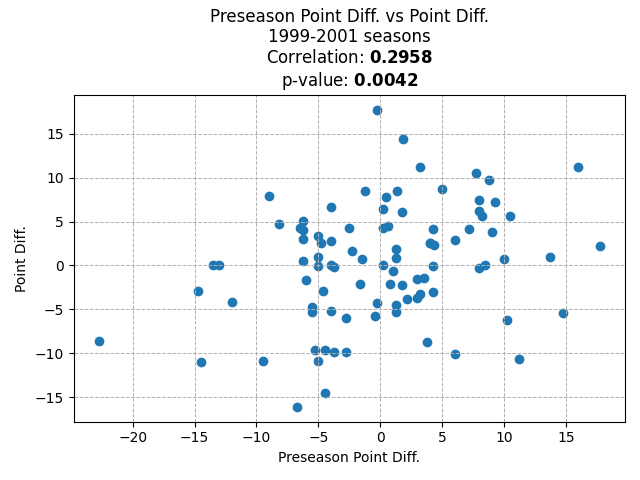 Preseason Point Diff. vs Point Diff.
1999-2001 seasons
Correlation: 0.2958
p-value: 0.0042
Point Diff.
15
10
5
0
−5
−10
−15
−20 −15 −10 −5 0 5 10 15
Preseason Point Diff.